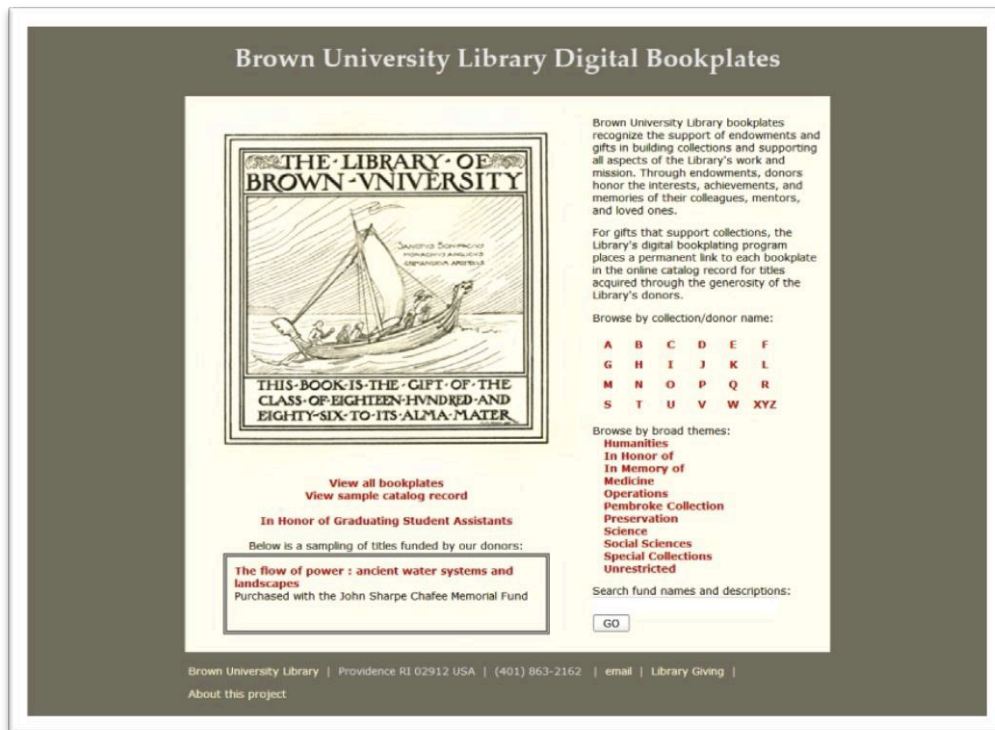 Brown University Library Digital Bookplates
THE·LIBRARY·OF
BROWN·VNIVERSITY
THIS·BOOK·IS·THE·GIFT·OF·THE
CLASS·OF·EIGHTEEN·HVNDRED·AND
EIGHTY-SIX·TO·ITS·ALMA·MATER
View all bookplates
View sample catalog record
In Honor of Graduating Student Assistants
Below is a sampling of titles funded by our donors:
The flow of power : ancient water systems and
landscapes
Purchased with the John Sharpe Chafee Memorial Fund
Brown University Library bookplates
recognize the support of endowments and
gifts in building collections and supporting
all aspects of the Library's work and
mission. Through endowments, donors
honor the interests, achievements, and
memories of their colleagues, mentors,
and loved ones.
For gifts that support collections, the
Library's digital bookplating program
places a permanent link to each bookplate
in the online catalog record for titles
acquired through the generosity of the
Library's donors.
Browse by collection/donor name:
A B C D E F
G H I J K L
M N O P Q R
S T U V W XYZ
Browse by broad themes:
Humanities
In Honor of
In Memory of
Medicine
Operations
Pembroke Collection
Preservation
Science
Social Sciences
Special Collections
Unrestricted
Search fund names and descriptions:
GO
Brown University Library | Providence RI 02912 USA | (401) 863-2162 | email | Library Giving |
About this project